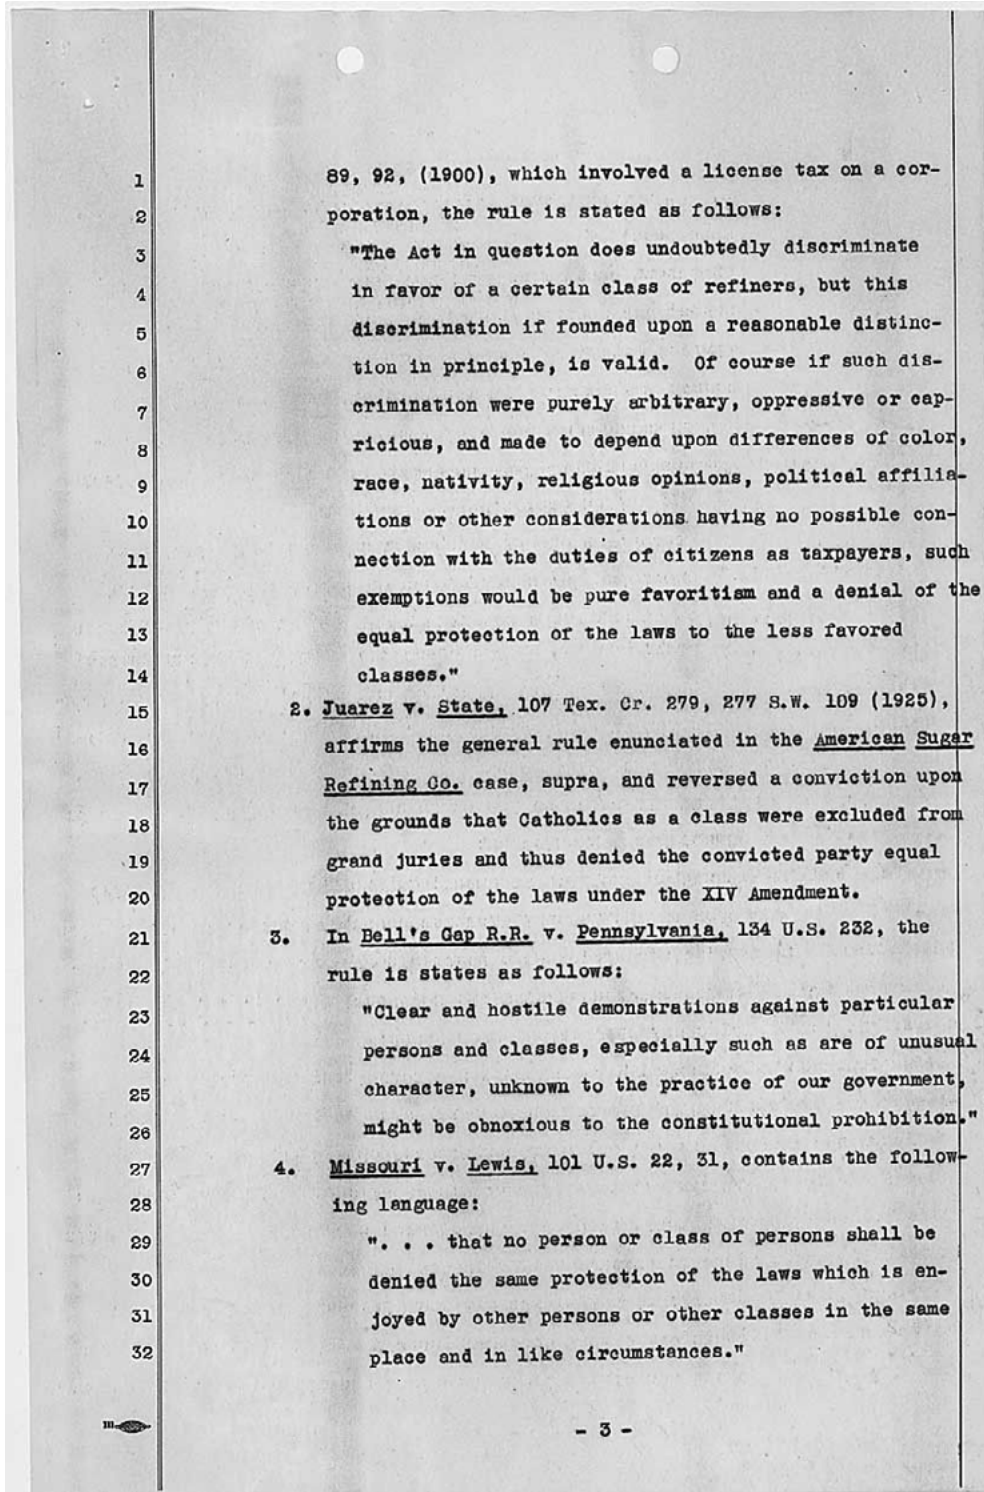 1 89, 92, (1900), which involved a license tax on a cor-
2 poration, the rule is stated as follows:
3 "The Act in question does undoubtedly discriminate
4 in favor of a certain class of refiners, but this
5 discrimination if founded upon a reasonable distinc-
6 tion in principle, is valid. Of course if such dis-
7 crimination were purely arbitrary, oppressive or cap-
8 ricious, and made to depend upon differences of color,
9 race, nativity, religious opinions, political affilia-
10 tions or other considerations having no possible con-
11 nection with the duties of citizens as taxpayers, such
12 exemptions would be pure favoritism and a denial of the
13 equal protection of the laws to the less favored
14 classes."
15 2. Juarez v. State, 107 Tex. Cr. 279, 277 S.W. 109 (1925),
16 affirms the general rule enunciated in the American Sugar
17 Refining Co. case, supra, and reversed a conviction upon
18 the grounds that Catholics as a class were excluded from
19 grand juries and thus denied the convicted party equal
20 protection of the laws under the XIV Amendment.
21 3. In Bell's Gap R.R. v. Pennsylvania, 134 U.S. 232, the
22 rule is states as follows:
23 "Clear and hostile demonstrations against particular
24 persons and classes, especially such as are of unusual
25 character, unknown to the practice of our government,
26 might be obnoxious to the constitutional prohibition."
27 4. Missouri v. Lewis, 101 U.S. 22, 31, contains the follow-
28 ing language:
29 ". . . that no person or class of persons shall be
30 denied the same protection of the laws which is en-
31 joyed by other persons or other classes in the same
32 place and in like circumstances."
- 3 -